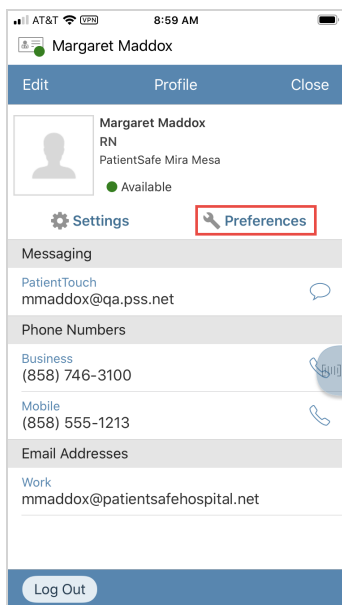 AT&T VPN 8:59 AM
Margaret Maddox
Edit Profile Close
Margaret Maddox
RN
PatientSafe Mira Mesa
Available
Settings Preferences
Messaging
PatientTouch
mmaddox@qa.pss.net
Phone Numbers
Business
(858) 746-3100
Mobile
(858) 555-1213
Email Addresses
Work
mmaddox@patientsafehospital.net
Log Out